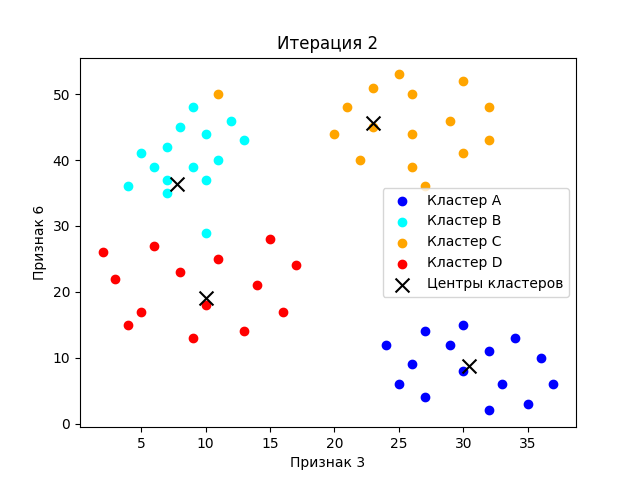 Итерация 2
Признак 6
50
40
30
20
10
0
Кластер A
Кластер B
Кластер C
Кластер D
Центры кластеров
5 10 15 20 25 30 35
Признак 3